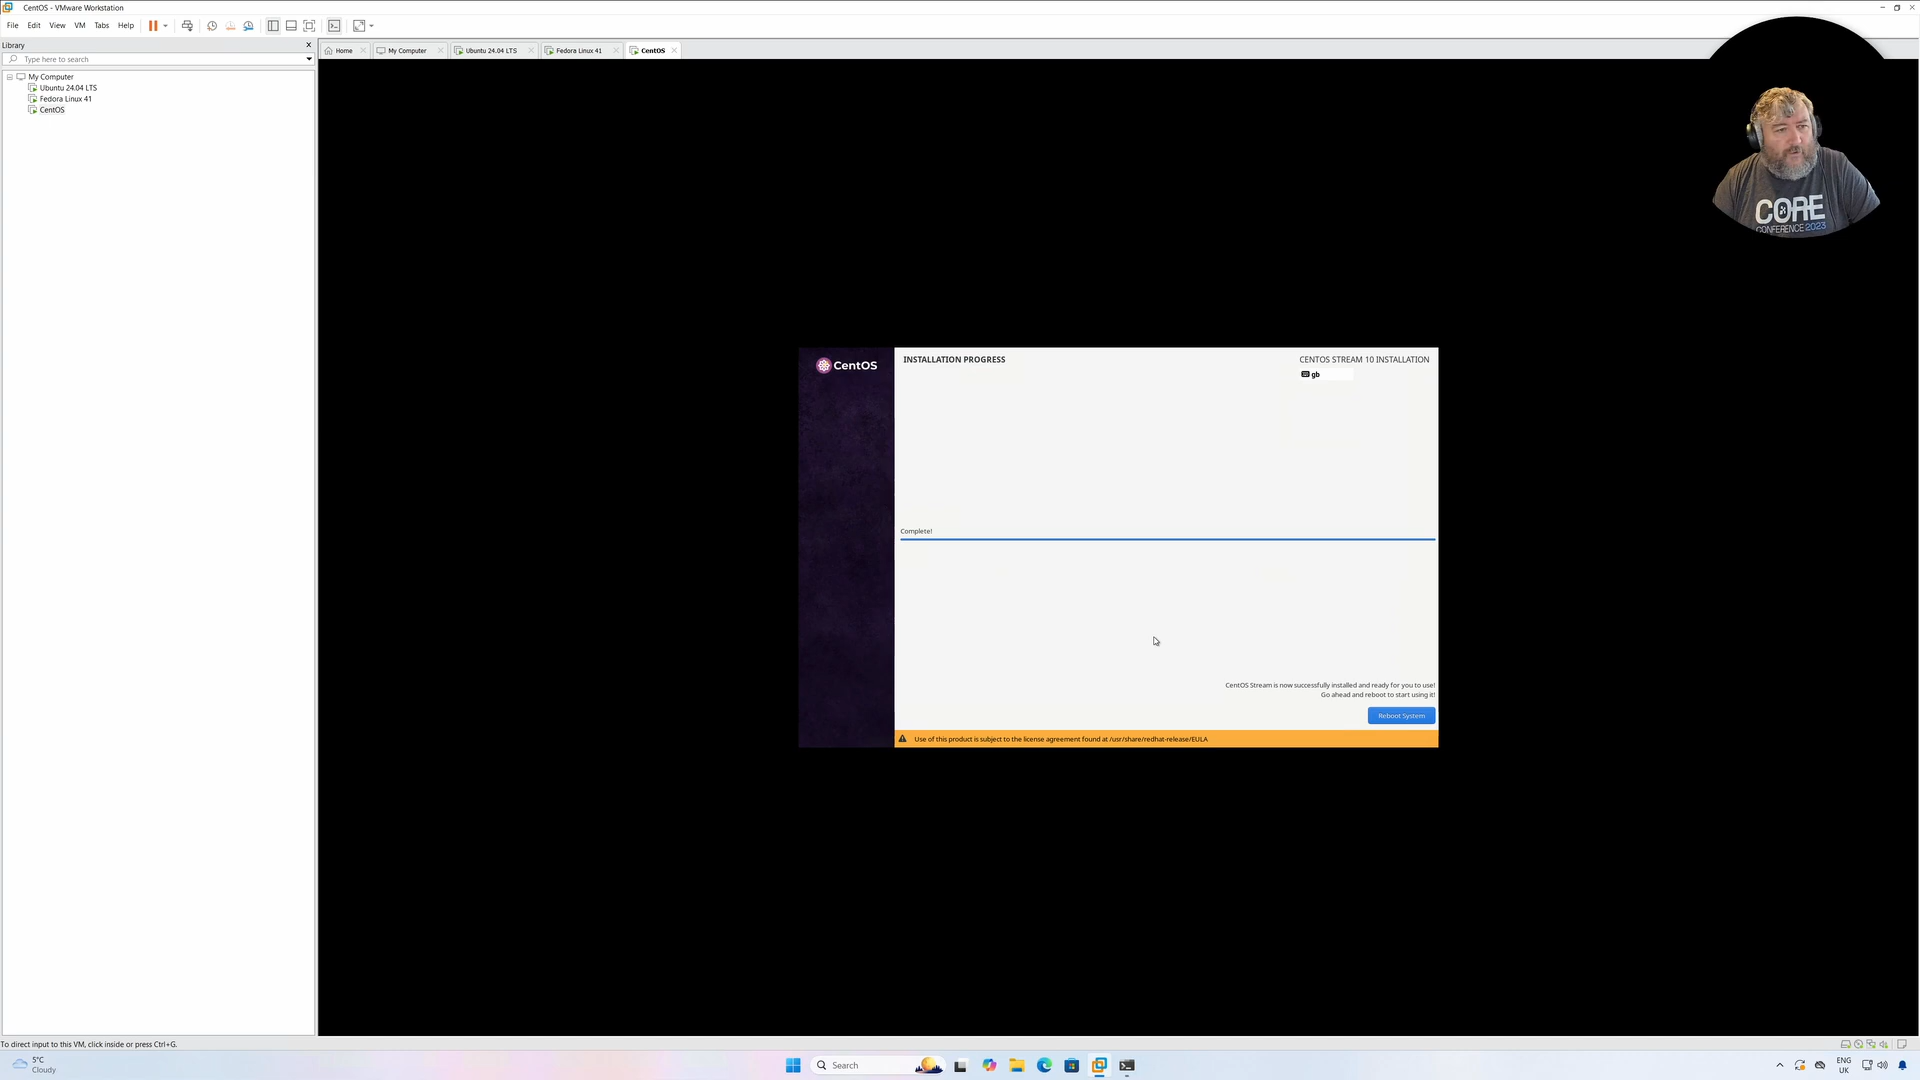 CentOS - VMware Workstation
File Edit View VM Tabs Help
Library
Type here to search
My Computer
Ubuntu 24.04 LTS
Fedora Linux 41
CentOS
Home
My Computer
Ubuntu 24.04 LTS
Fedora Linux 41
CentOS
CORE
CONFERENCE 2023
CentOS
INSTALLATION PROGRESS
CENTOS STREAM 10 INSTALLATION
gb
Complete!
CentOS Stream is now successfully installed and ready for you to use!
Go ahead and reboot to start using it!
Reboot System
Use of this product is subject to the license agreement found at /usr/share/redhat-release/EULA
To direct input to this VM, click inside or press Ctrl+G.
5°C
Cloudy
Search
ENG
UK